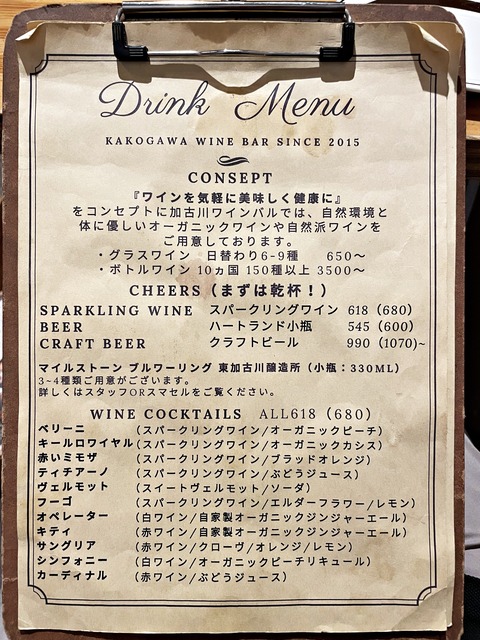 Drink Menu
KAKOGAWA WINE BAR SINCE 2015
CONSEPT
『ワインを気軽に美味しく健康に』
をコンセプトに加古川ワインバルでは、自然環境と
体に優しいオーガニックワインや自然派ワインを
ご用意しております。
・グラスワイン 日替わり6-9種 650〜
・ボトルワイン 10ヵ国 150種以上 3500〜
CHEERS（まずは乾杯！）
SPARKLING WINE スパークリングワイン 618（680）
BEER ハートランド小瓶 545（600）
CRAFT BEER クラフトビール 990（1070)~
マイルストーン ブルワーリング 東加古川醸造所（小瓶：330ML）
3~4種類ご用意がございます。
詳しくはスタッフORスマセルをご覧ください。
WINE COCKTAILS ALL618（680）
ベリーニ （スパークリングワイン/オーガニックピーチ）
キールロワイヤル（スパークリングワイン/オーガニックカシス）
赤いミモザ （スパークリングワイン/ブラッドオレンジ）
ティチアーノ （スパークリングワイン/ぶどうジュース）
ヴェルモット （スイートヴェルモット/ソーダ）
フーゴ （スパークリングワイン/エルダーフラワー/レモン）
オペレーター （白ワイン/自家製オーガニックジンジャーエール）
キティ （赤ワイン/自家製オーガニックジンジャーエール）
サングリア （赤ワイン/クローヴ/オレンジ/レモン）
シンフォニー （白ワイン/オーガニックピーチリキュール）
カーディナル （赤ワイン/ぶどうジュース）